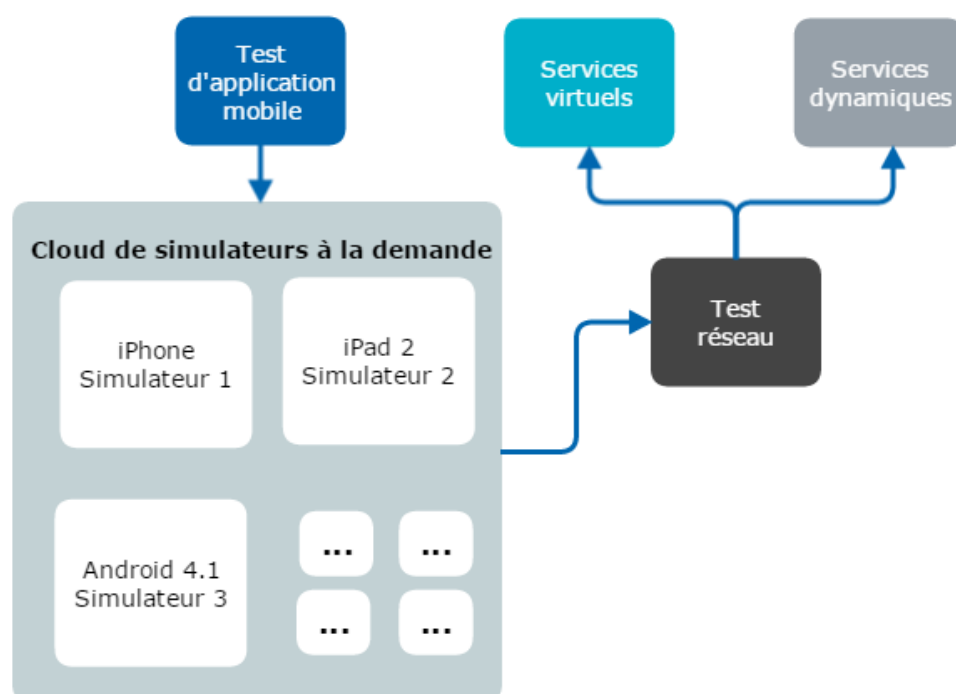 Test
d'application
mobile
Services
virtuels
Services
dynamiques
Cloud de simulateurs à la demande
iPhone
Simulateur 1
iPad 2
Simulateur 2
Test
réseau
Android 4.1
Simulateur 3
...
...
...
...